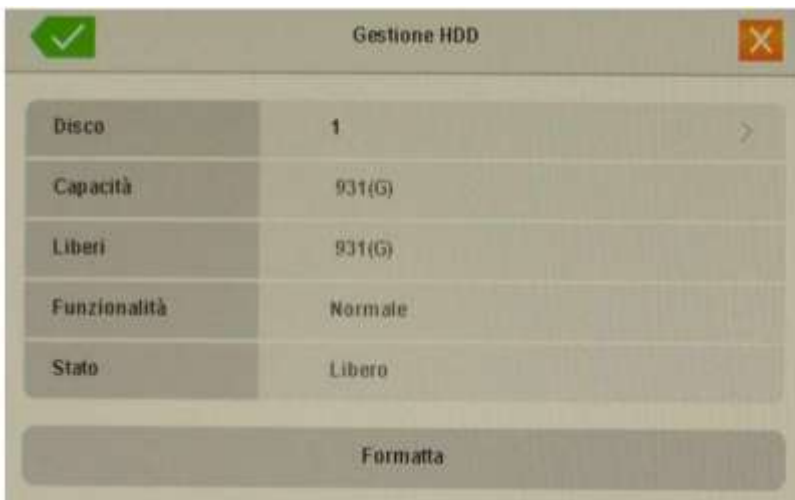 Gestione HDD
Disco 1
Capacità 931(G)
Liberi 931(G)
Funzionalità Normale
Stato Libero
Formatta